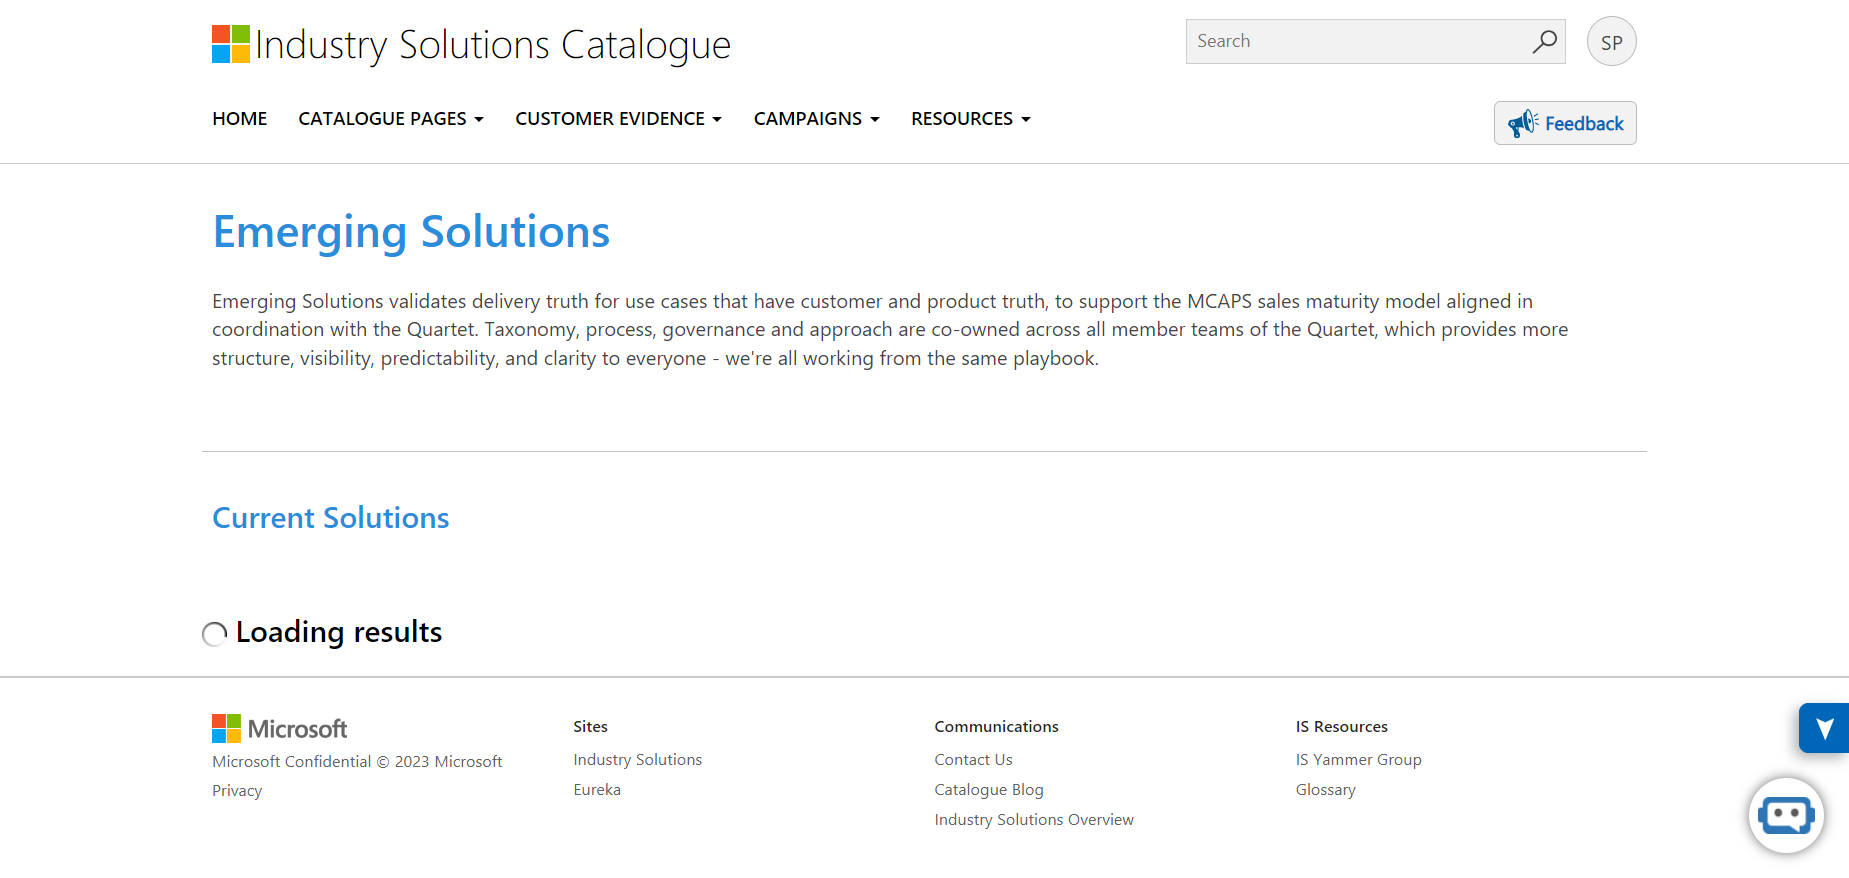 Industry Solutions Catalogue
Search
SP
HOME
CATALOGUE PAGES
CUSTOMER EVIDENCE
CAMPAIGNS
RESOURCES
Feedback
Emerging Solutions
Emerging Solutions validates delivery truth for use cases that have customer and product truth, to support the MCAPS sales maturity model aligned in
coordination with the Quartet. Taxonomy, process, governance and approach are co-owned across all member teams of the Quartet, which provides more
structure, visibility, predictability, and clarity to everyone - we're all working from the same playbook.
Current Solutions
Loading results
Microsoft
Microsoft Confidential © 2023 Microsoft
Privacy
Sites
Industry Solutions
Eureka
Communications
Contact Us
Catalogue Blog
Industry Solutions Overview
IS Resources
IS Yammer Group
Glossary